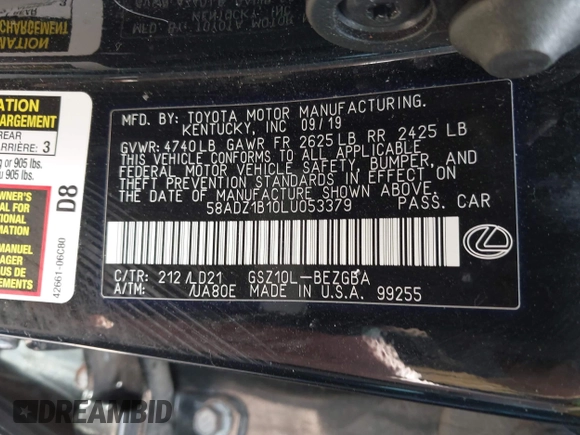 CHARGEMENT
REAR
ARRIÈRE: 3
g or 905 lbs.
u 905 lbs.
D8
42661-06C80
MFD. BY: TOYOTA MOTOR MANUFACTURING.
KENTUCKY, INC 09/19
GVWR: 4740LB GAWR FR 2625LB RR 2425 LB
THIS VEHICLE CONFORMS TO ALL APPLICABLE
FEDERAL MOTOR VEHICLE SAFETY, BUMPER, AND
THEFT PREVENTION STANDARDS IN EFFECT ON
THE DATE OF MANUFACTURE SHOWN ABOVE.
58ADZ1B10LU053379 PASS. CAR
C/TR: 212/LD21 GSZ10L-BEZGBA
A/TM: /UA80E MADE IN U.S.A. 99255
DREAMBID